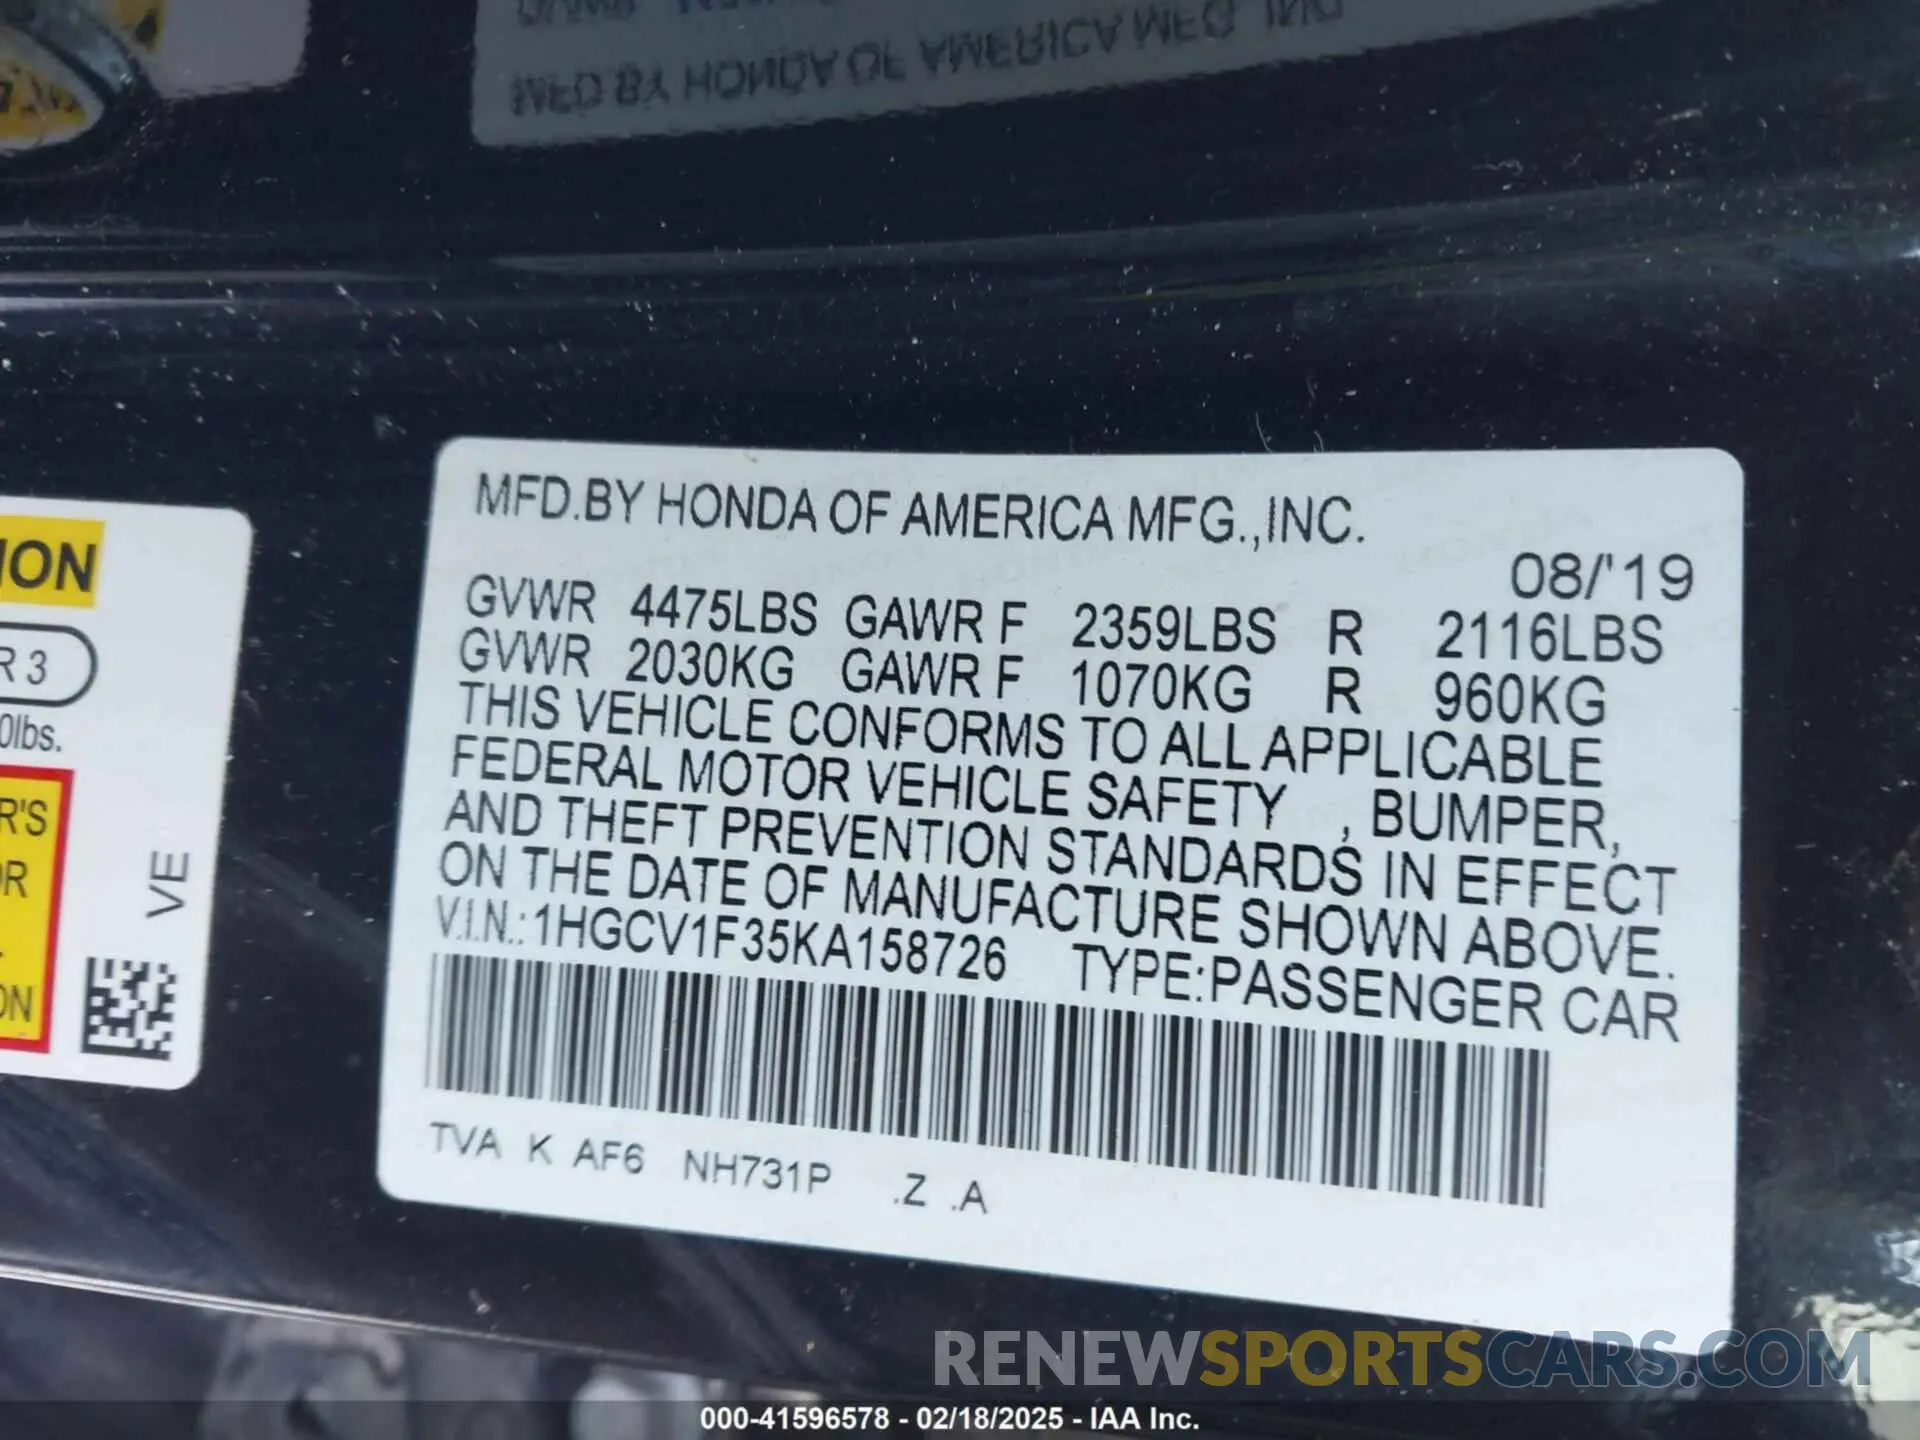 MFD BY HONDA OF AMERICA MFG. INC
ION
R 3
0lbs.
R'S
OR
ON
VE
MFD.BY HONDA OF AMERICA MFG.,INC.
08/'19
GVWR 4475LBS GAWR F 2359LBS R 2116LBS
GVWR 2030KG GAWR F 1070KG R 960KG
THIS VEHICLE CONFORMS TO ALL APPLICABLE
FEDERAL MOTOR VEHICLE SAFETY , BUMPER,
AND THEFT PREVENTION STANDARDS IN EFFECT
ON THE DATE OF MANUFACTURE SHOWN ABOVE.
V.I.N.:1HGCV1F35KA158726 TYPE:PASSENGER CAR
TVA K AF6 NH731P .Z .A
RENEWSPORTSCARS.COM
000-41596578 - 02/18/2025 - IAA Inc.